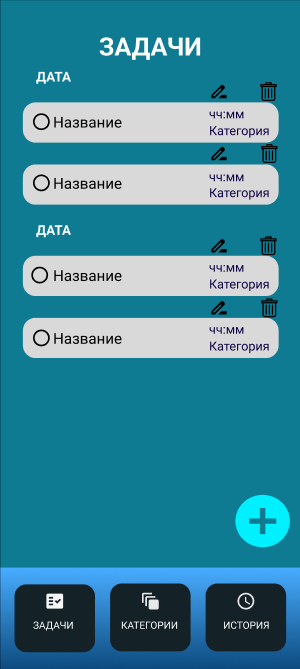 ЗАДАЧИ
ДАТА
Название
чч:мм
Категория
Название
чч:мм
Категория
ДАТА
Название
чч:мм
Категория
Название
чч:мм
Категория
ЗАДАЧИ
КАТЕГОРИИ
ИСТОРИЯ